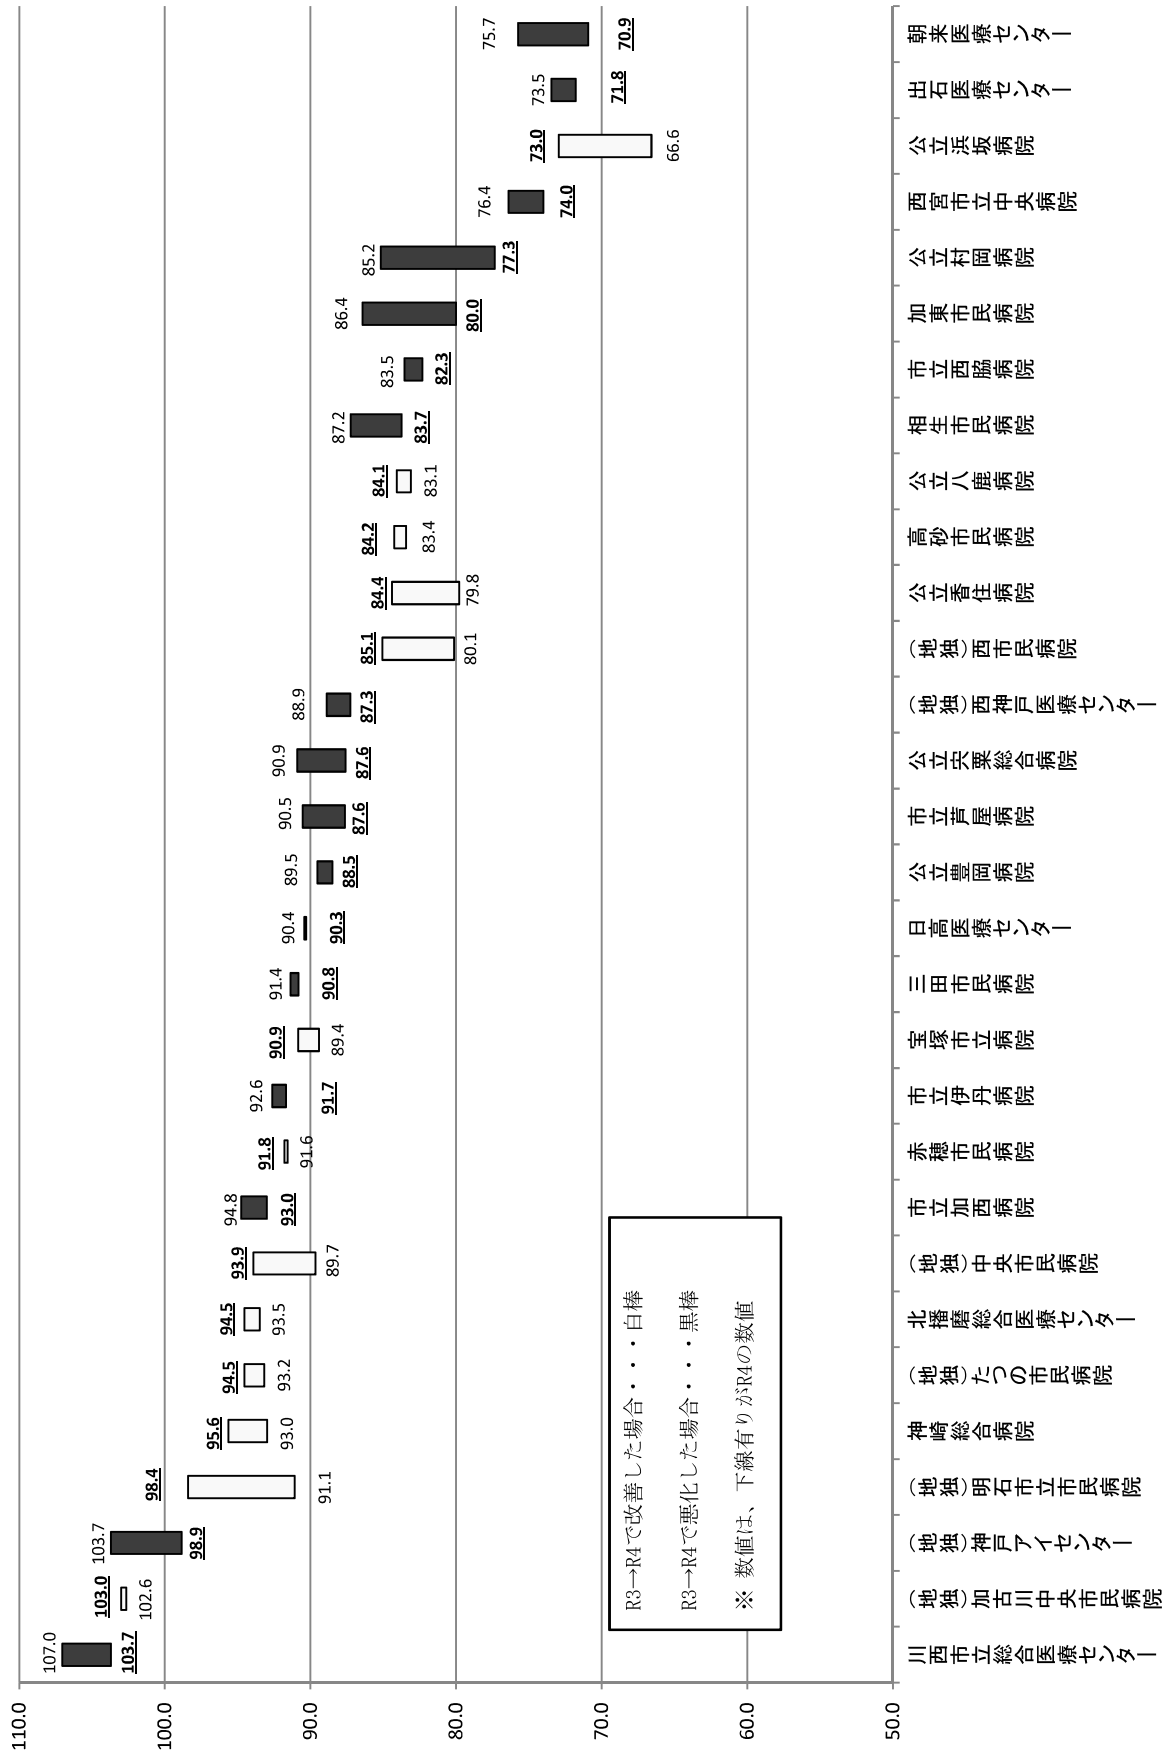 110.0
100.0
90.0
80.0
70.0
60.0
50.0
107.0
103.7
川西市立総合医療センター
103.0
102.6
（地独）加古川中央市民病院
103.7
98.9
（地独）神戸アイセンター
98.4
91.1
（地独）明石市立市民病院
95.6
93.0
神崎総合病院
94.5
93.2
（地独）たつの市民病院
94.5
93.5
北播磨総合医療センター
93.9
89.7
（地独）中央市民病院
94.8
93.0
市立加西病院
91.8
91.6
赤穂市民病院
92.6
91.7
市立伊丹病院
90.9
89.4
宝塚市立病院
91.4
90.8
三田市民病院
90.4
90.3
日高医療センター
89.5
88.5
公立豊岡病院
90.5
87.6
市立芦屋病院
90.9
87.6
公立宍粟総合病院
88.9
87.3
（地独）西神戸医療センター
85.1
80.1
（地独）西市民病院
84.4
79.8
公立香住病院
84.2
83.4
高砂市民病院
84.1
83.1
公立八鹿病院
87.2
83.7
相生市民病院
83.5
82.3
市立西脇病院
86.4
80.0
加東市民病院
85.2
77.3
公立村岡病院
76.4
74.0
西宮市立中央病院
73.0
66.6
公立浜坂病院
73.5
71.8
出石医療センター
75.7
70.9
朝来医療センター
R3→R4で改善した場合・・・白棒
R3→R4で悪化した場合・・・黒棒
※ 数値は、下線有りがR4の数値